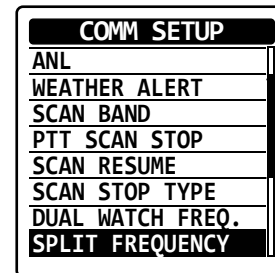 COMM SETUP
ANL
WEATHER ALERT
SCAN BAND
PTT SCAN STOP
SCAN RESUME
SCAN STOP TYPE
DUAL WATCH FREQ.
SPLIT FREQUENCY